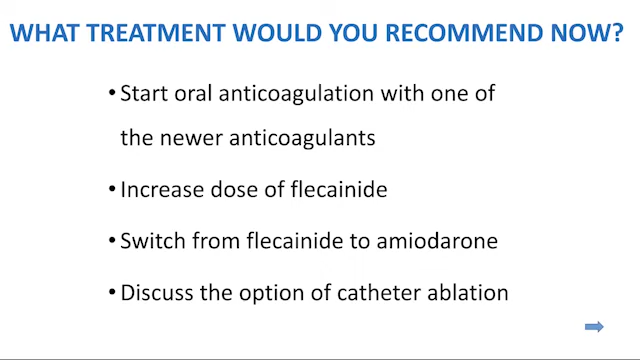 WHAT TREATMENT WOULD YOU RECOMMEND NOW?
• Start oral anticoagulation with one of
the newer anticoagulants
• Increase dose of flecainide
• Switch from flecainide to amiodarone
• Discuss the option of catheter ablation